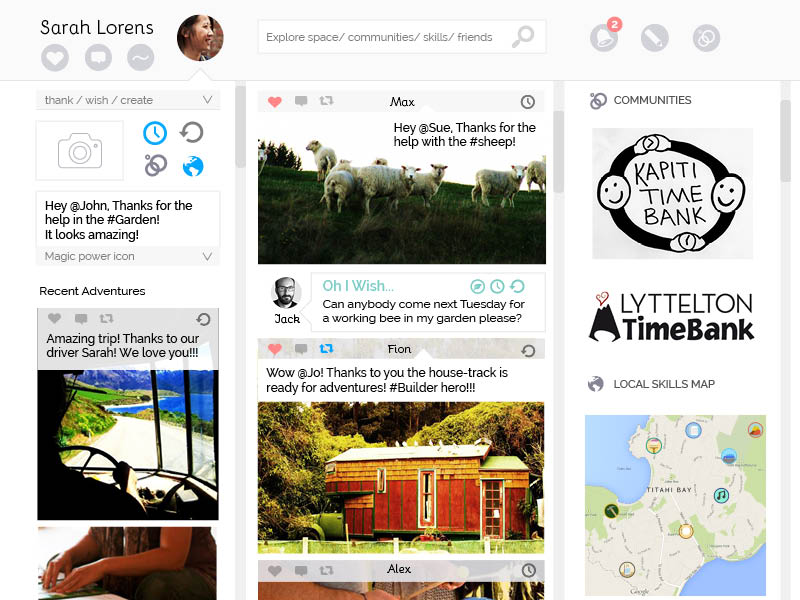 Sarah Lorens
Explore space/ communities/ skills/ friends
2
thank / wish / create
Hey @John, Thanks for the
help in the #Garden!
It looks amazing!
Magic power icon
Recent Adventures
Amazing trip! Thanks to our
driver Sarah! We love you!!!
Max
Hey @Sue, Thanks for the
help with the #sheep!
Jack
Oh I Wish...
Can anybody come next Tuesday for
a working bee in my garden please?
Fion
Wow @Jo! Thanks to you the house-track is
ready for adventures! #Builder hero!!!
Alex
COMMUNITIES
KAPITI
TIME
BANK
LYTTELTON
TimeBank
LOCAL SKILLS MAP
TITAHI BAY
Google